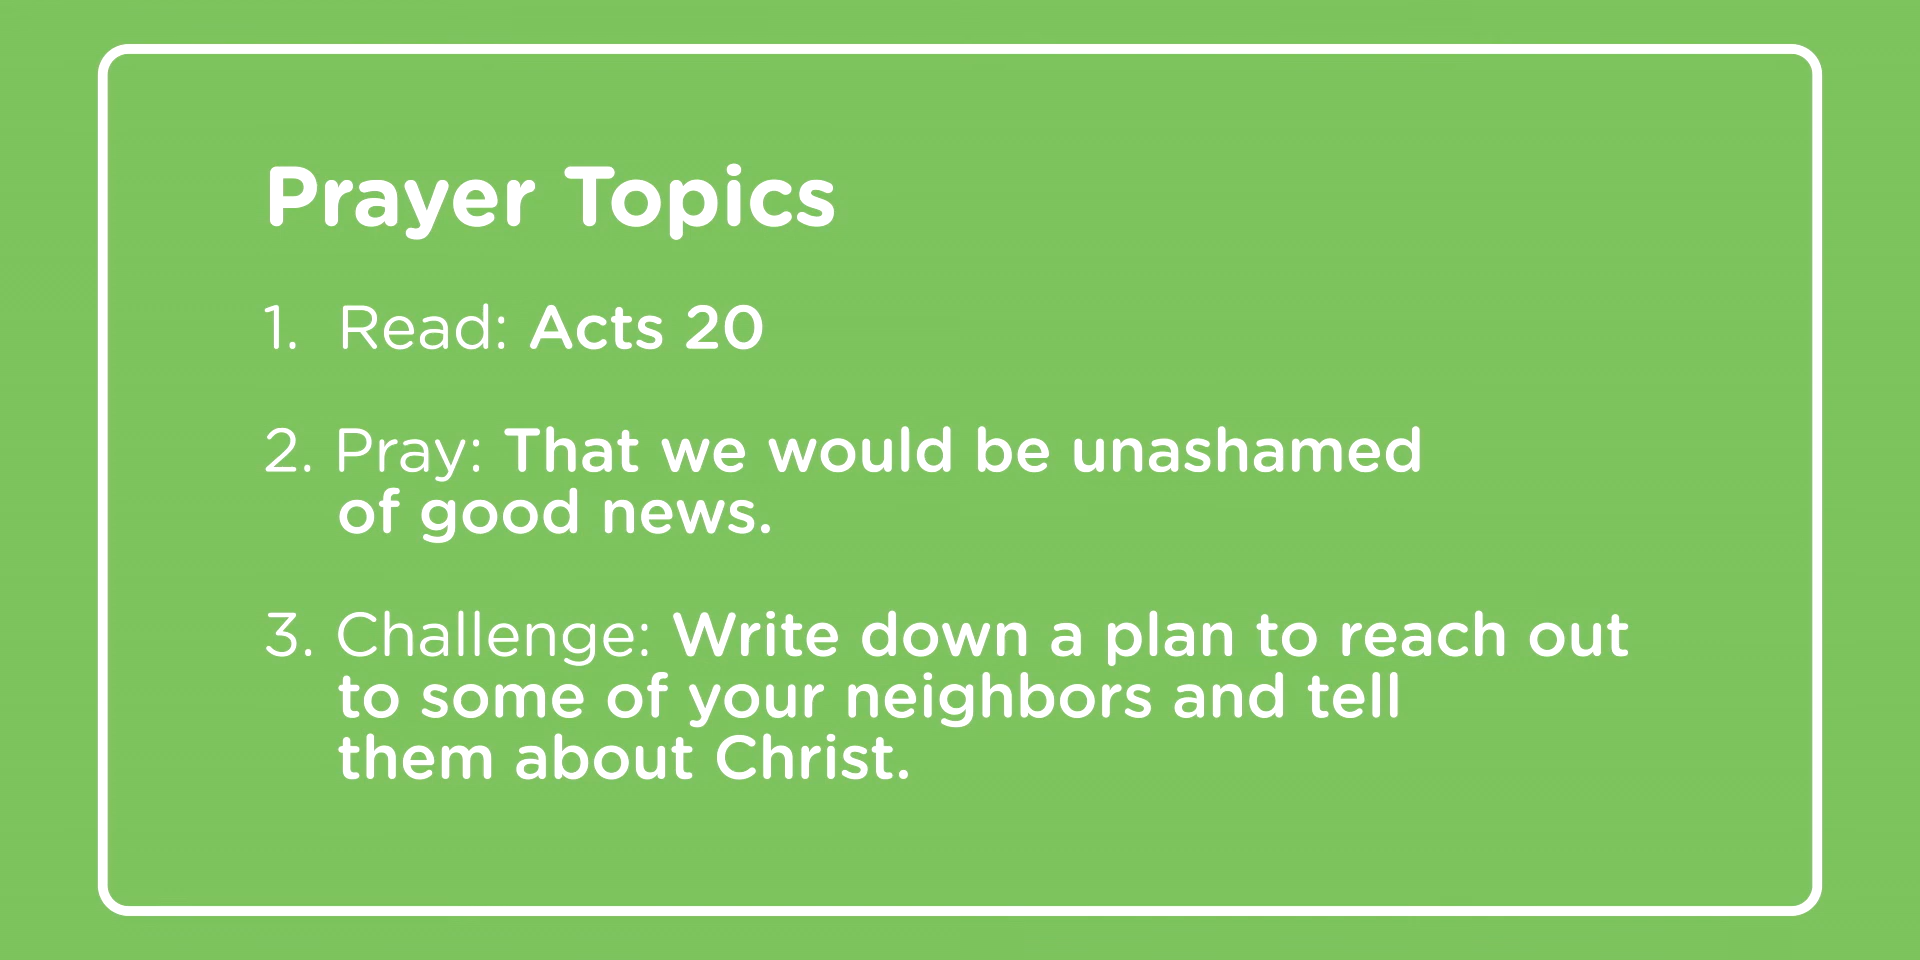 Prayer Topics
1. Read: Acts 20
2. Pray: That we would be unashamed
of good news.
3. Challenge: Write down a plan to reach out
to some of your neighbors and tell
them about Christ.